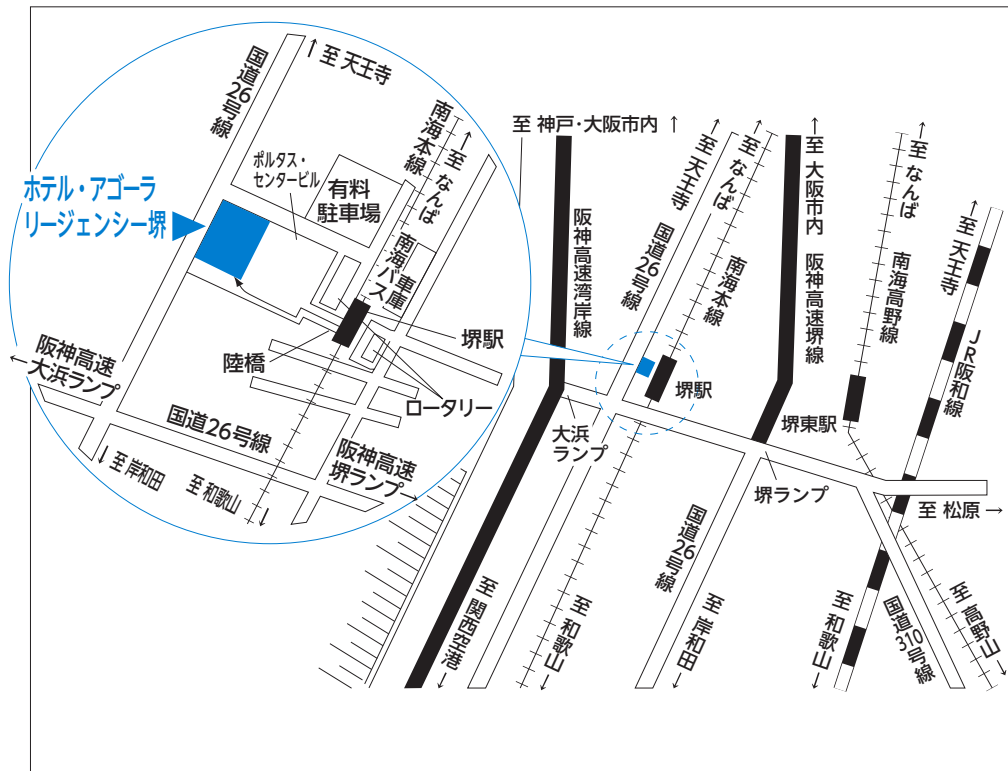 国道26号線
↑至 天王寺
南海本線
↑至 なんば
ホテル・アゴーラ
リージェンシー堺
ポルタス・
センタービル
有料
駐車場
南海バス
車庫
堺駅
陸橋
ロータリー
←阪神高速
大浜ランプ
国道26号線
阪神高速
堺ランプ→
↓至 岸和田
至 和歌山↓
至 神戸・大阪市内 ↑
阪神高速湾岸線
↑至 天王寺
国道26号線
↑至 なんば
南海本線
↑至 大阪市内
阪神高速堺線
↑至 なんば
南海高野線
↑至 天王寺
JR阪和線
堺駅
大浜
ランプ
堺東駅
堺ランプ
至 松原→
国道26号線
至 関西空港↓
至 和歌山↓
至 岸和田↓
至 和歌山↓
国道310号線
至 高野山↓